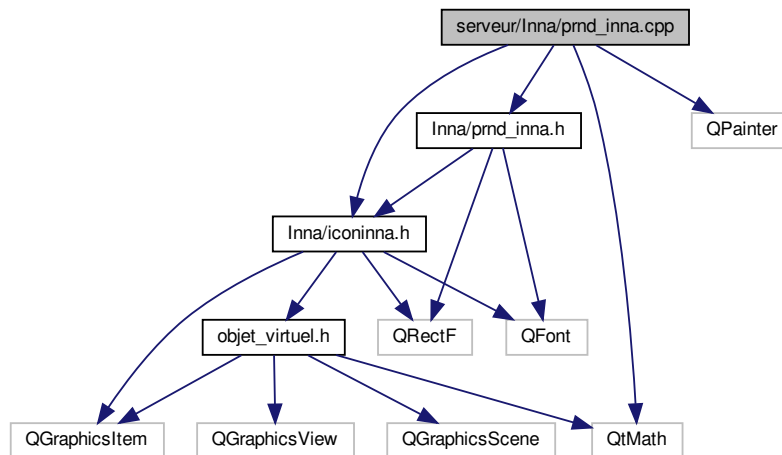 serveur/Inna/prnd_inna.cpp
Inna/prnd_inna.h
QPainter
Inna/iconinna.h
objet_virtuel.h
QRectF
QFont
QGraphicsItem
QGraphicsView
QGraphicsScene
QtMath